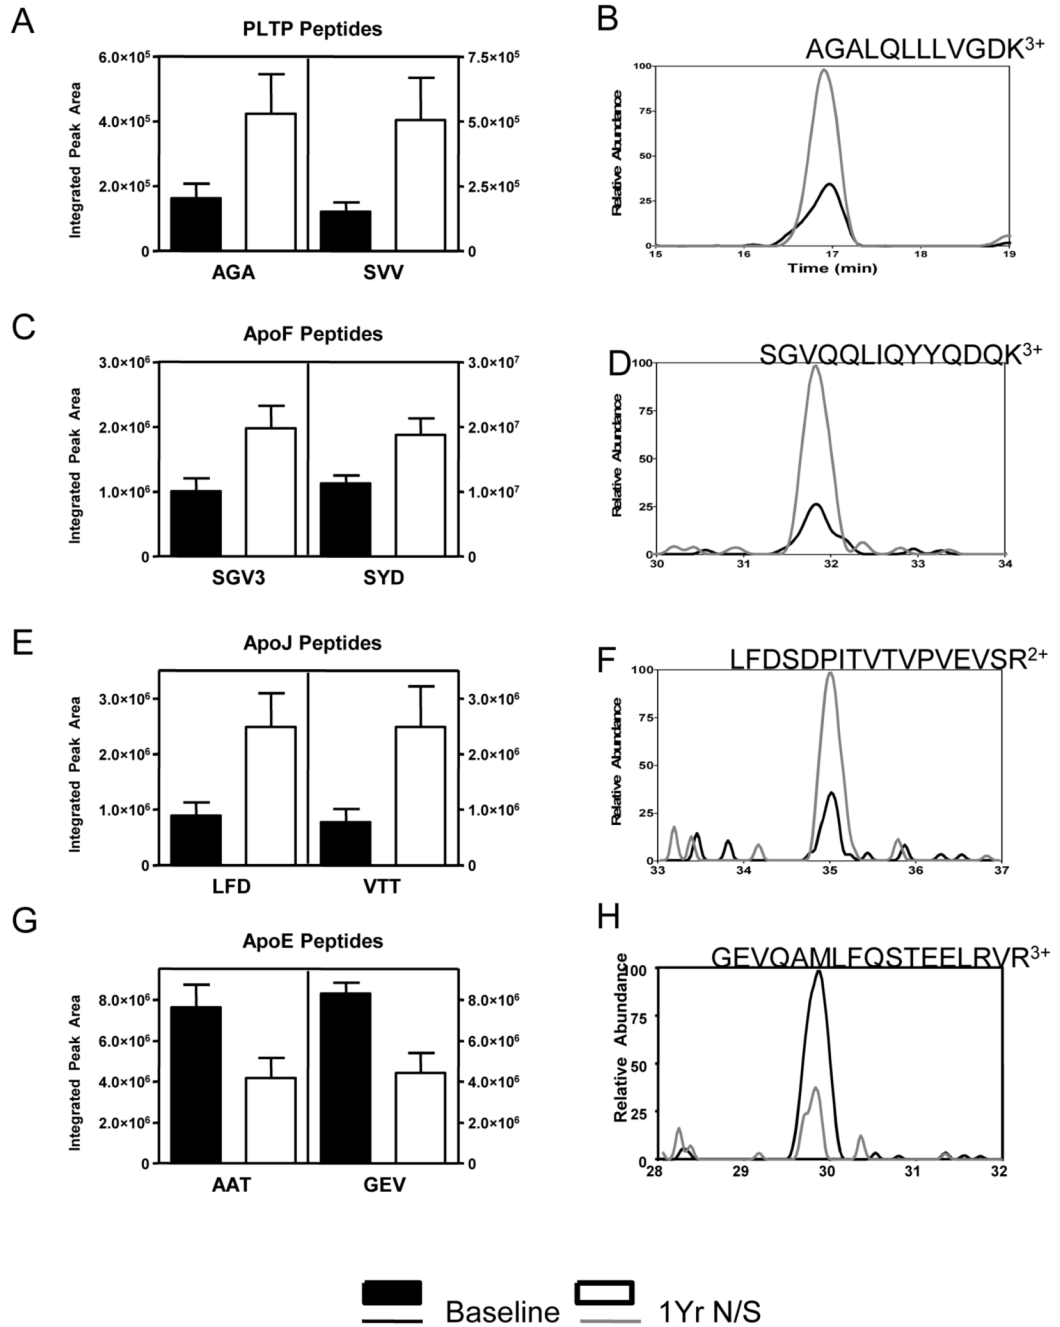 A
PLTP Peptides
Integrated Peak Area
6.0×10⁵
4.0×10⁵
2.0×10⁵
0
7.5×10⁵
5.0×10⁵
2.5×10⁵
0
AGA SVV
B
AGALQLLLVGDK³⁺
Relative Abundance
100
75
50
25
0
15 16 17 18 19
Time (min)
C
ApoF Peptides
Integrated Peak Area
3.0×10⁶
2.0×10⁶
1.0×10⁶
0
3.0×10⁷
2.0×10⁷
1.0×10⁷
0
SGV3 SYD
D
SGVQQLIQYYQDQK³⁺
Relative Abundance
100
75
50
25
0
30 31 32 33 34
E
ApoJ Peptides
Integrated Peak Area
3.0×10⁶
2.0×10⁶
1.0×10⁶
0
3.0×10⁶
2.0×10⁶
1.0×10⁶
0
LFD VTT
F
LFDSDPITVTVPVEVSR²⁺
Relative Abundance
100
75
50
25
0
33 34 35 36 37
G
ApoE Peptides
Integrated Peak Area
8.0×10⁶
6.0×10⁶
4.0×10⁶
2.0×10⁶
0
8.0×10⁶
6.0×10⁶
4.0×10⁶
2.0×10⁶
0
AAT GEV
H
GEVQAMLFQSTEELRVR³⁺
Relative Abundance
100
75
50
25
0
28 29 30 31 32
Baseline 1Yr N/S